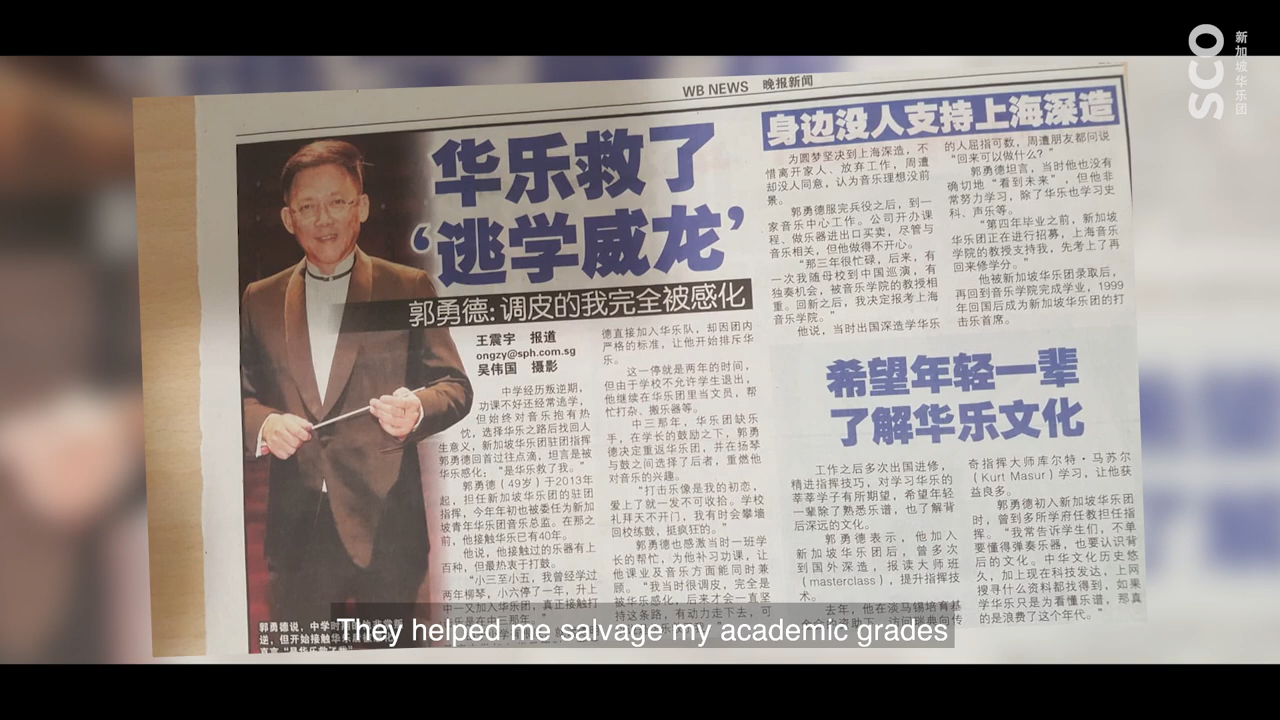 SCO
新加坡华乐团
WB NEWS 晚报新闻
华乐救了
‘逃学威龙’
郭勇德:调皮的我完全被感化
王震宇 报道
ongzy@sph.com.sg
吴伟国 摄影
中学经历叛逆期，
功课不好还经常逃学，
但始终对音乐抱有热
忱，选择华乐之路后找回人
生意义，新加坡华乐团驻团指挥
郭勇德回首过往点滴，坦言是被
华乐感化：“是华乐救了我。”
郭勇德（49岁）于2013年
起，担任新加坡华乐团的驻团
指挥，今年年初也被委任为新加
坡青年华乐团音乐总监。在那之
前，他接触华乐已有40年。
他说，他接触过的乐器有上
百种，但最热衷于打鼓。
“小三至小五，我曾经学过
两年柳琴，小六停了一年，升上
中一又加入华乐团，真正接触打
德直接加入华乐队，却因团内
严格的标准，让他开始排斥华
乐。
这一停就是两年的时间，
但由于学校不允许学生退出，
他继续在华乐团里当文员，帮
忙打杂、搬乐器等。
中三那年，华乐团缺乐
手，在学长的鼓励之下，郭勇
德决定重返华乐团，并在扬琴
与鼓之间选择了后者，重燃他
对音乐的兴趣。
“打击乐像是我的初恋，
爱上了就一发不可收拾。学校
礼拜天不开门，我有时会攀墙
回校练鼓，挺疯狂的。”
郭勇德也感激当时一班学
长的帮忙，为他补习功课，让
他课业及音乐方面能同时兼
顾。“我当时很调皮，完全是
被华乐感化，后来才会一直坚
持这条路，有动力走下去，可
身边没人支持上海深造
为圆梦坚决到上海深造，不
惜离开家人、放弃工作，周遭
却没人同意，认为音乐理想没前
景。
郭勇德服完兵役之后，到一
家音乐中心工作。公司开办课
程、做乐器进出口买卖，尽管与
音乐相关，但他做得不开心。
“那三年很忙碌，后来，有
一次我随母校到中国巡演，有
独奏机会，被音乐学院的教授相
重。回新之后，我决定报考上海
音乐学院。”
他说，当时出国深造学华乐
的人屈指可数，周遭朋友都问说
“回来可以做什么？”
郭勇德坦言，当时他也没有
确切地“看到未来”，但他非
常努力学习，除了华乐也学习史
科、声乐等。
“第四年毕业之前，新加坡
华乐团正在进行招募，上海音乐
学院的教授支持我，先考上了再
回来修学分。”
他被新加坡华乐团录取后，
再回到音乐学院完成学业，1999
年回国后成为新加坡华乐团的打
击乐首席。
希望年轻一辈
了解华乐文化
工作之后多次出国进修，
精进指挥技巧，对学习华乐的
莘莘学子有所期望，希望年轻
一辈除了熟悉乐谱，也了解背
后深远的文化。
郭勇德表示，他加入
新加坡华乐团后，曾多次
到国外深造，报读大师班
（masterclass），提升指挥技
术。
去年，他在淡马锡培育基
奇指挥大师库尔特·马苏尔
（Kurt Masur）学习，让他获
益良多。
郭勇德初入新加坡华乐团
时，曾到多所学府任教担任指
挥。“我常告诉学生们，不单
要懂得弹奏乐器，也要认识背
后的文化。中华文化历史悠
久，加上现在科技发达，上网
搜寻什么资料都找得到，如果
学华乐只是为看懂乐谱，那真
的是浪费了这个年代。”
They helped me salvage my academic grades